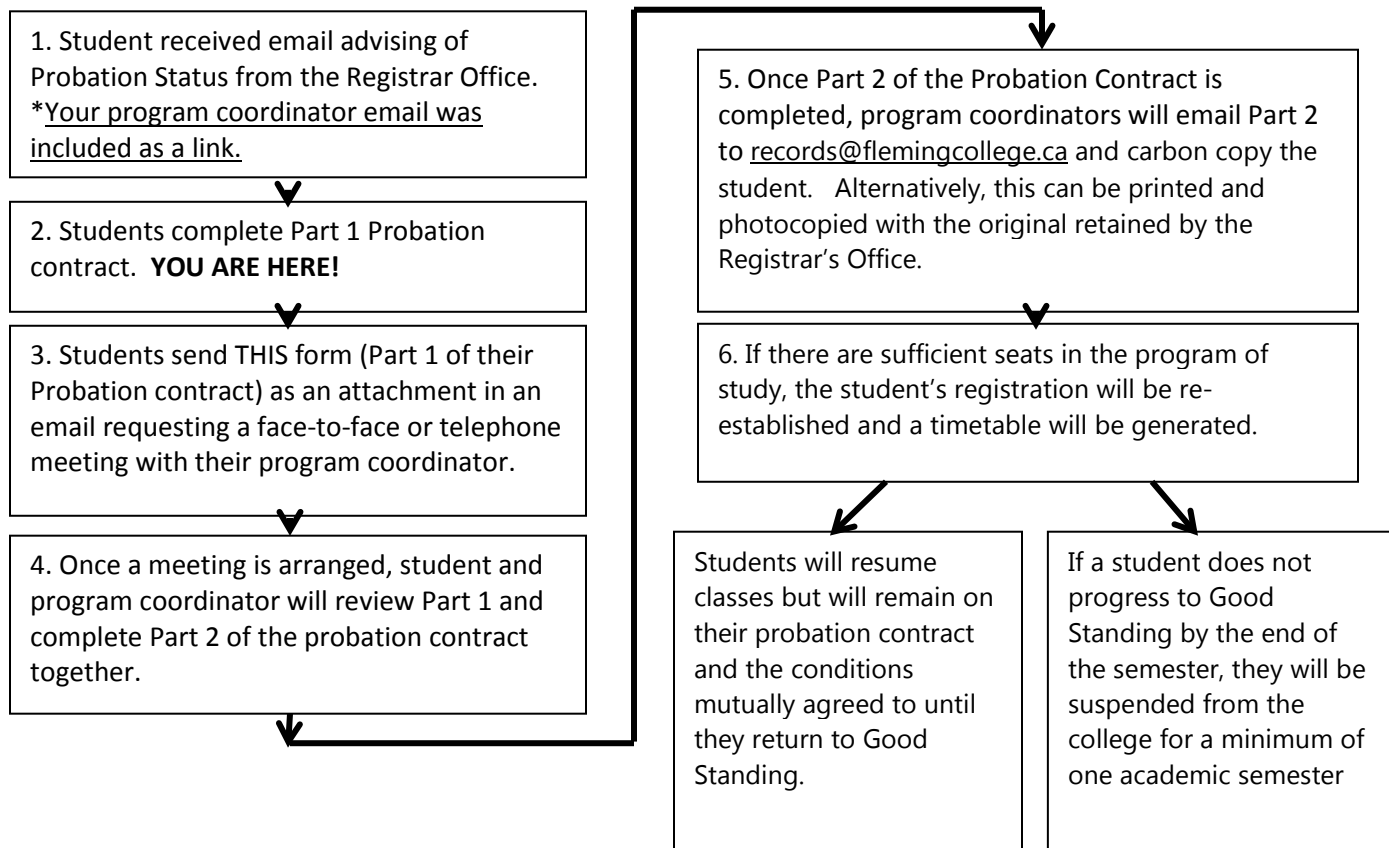 1. Student received email advising of
Probation Status from the Registrar Office.
*Your program coordinator email was
included as a link.
2. Students complete Part 1 Probation
contract. YOU ARE HERE!
3. Students send THIS form (Part 1 of their
Probation contract) as an attachment in an
email requesting a face-to-face or telephone
meeting with their program coordinator.
4. Once a meeting is arranged, student and
program coordinator will review Part 1 and
complete Part 2 of the probation contract
together.
5. Once Part 2 of the Probation Contract is
completed, program coordinators will email Part 2
to records@flemingcollege.ca and carbon copy the
student. Alternatively, this can be printed and
photocopied with the original retained by the
Registrar’s Office.
6. If there are sufficient seats in the program of
study, the student’s registration will be re-
established and a timetable will be generated.
Students will resume
classes but will remain on
their probation contract
and the conditions
mutually agreed to until
they return to Good
Standing.
If a student does not
progress to Good
Standing by the end of
the semester, they will be
suspended from the
college for a minimum of
one academic semester